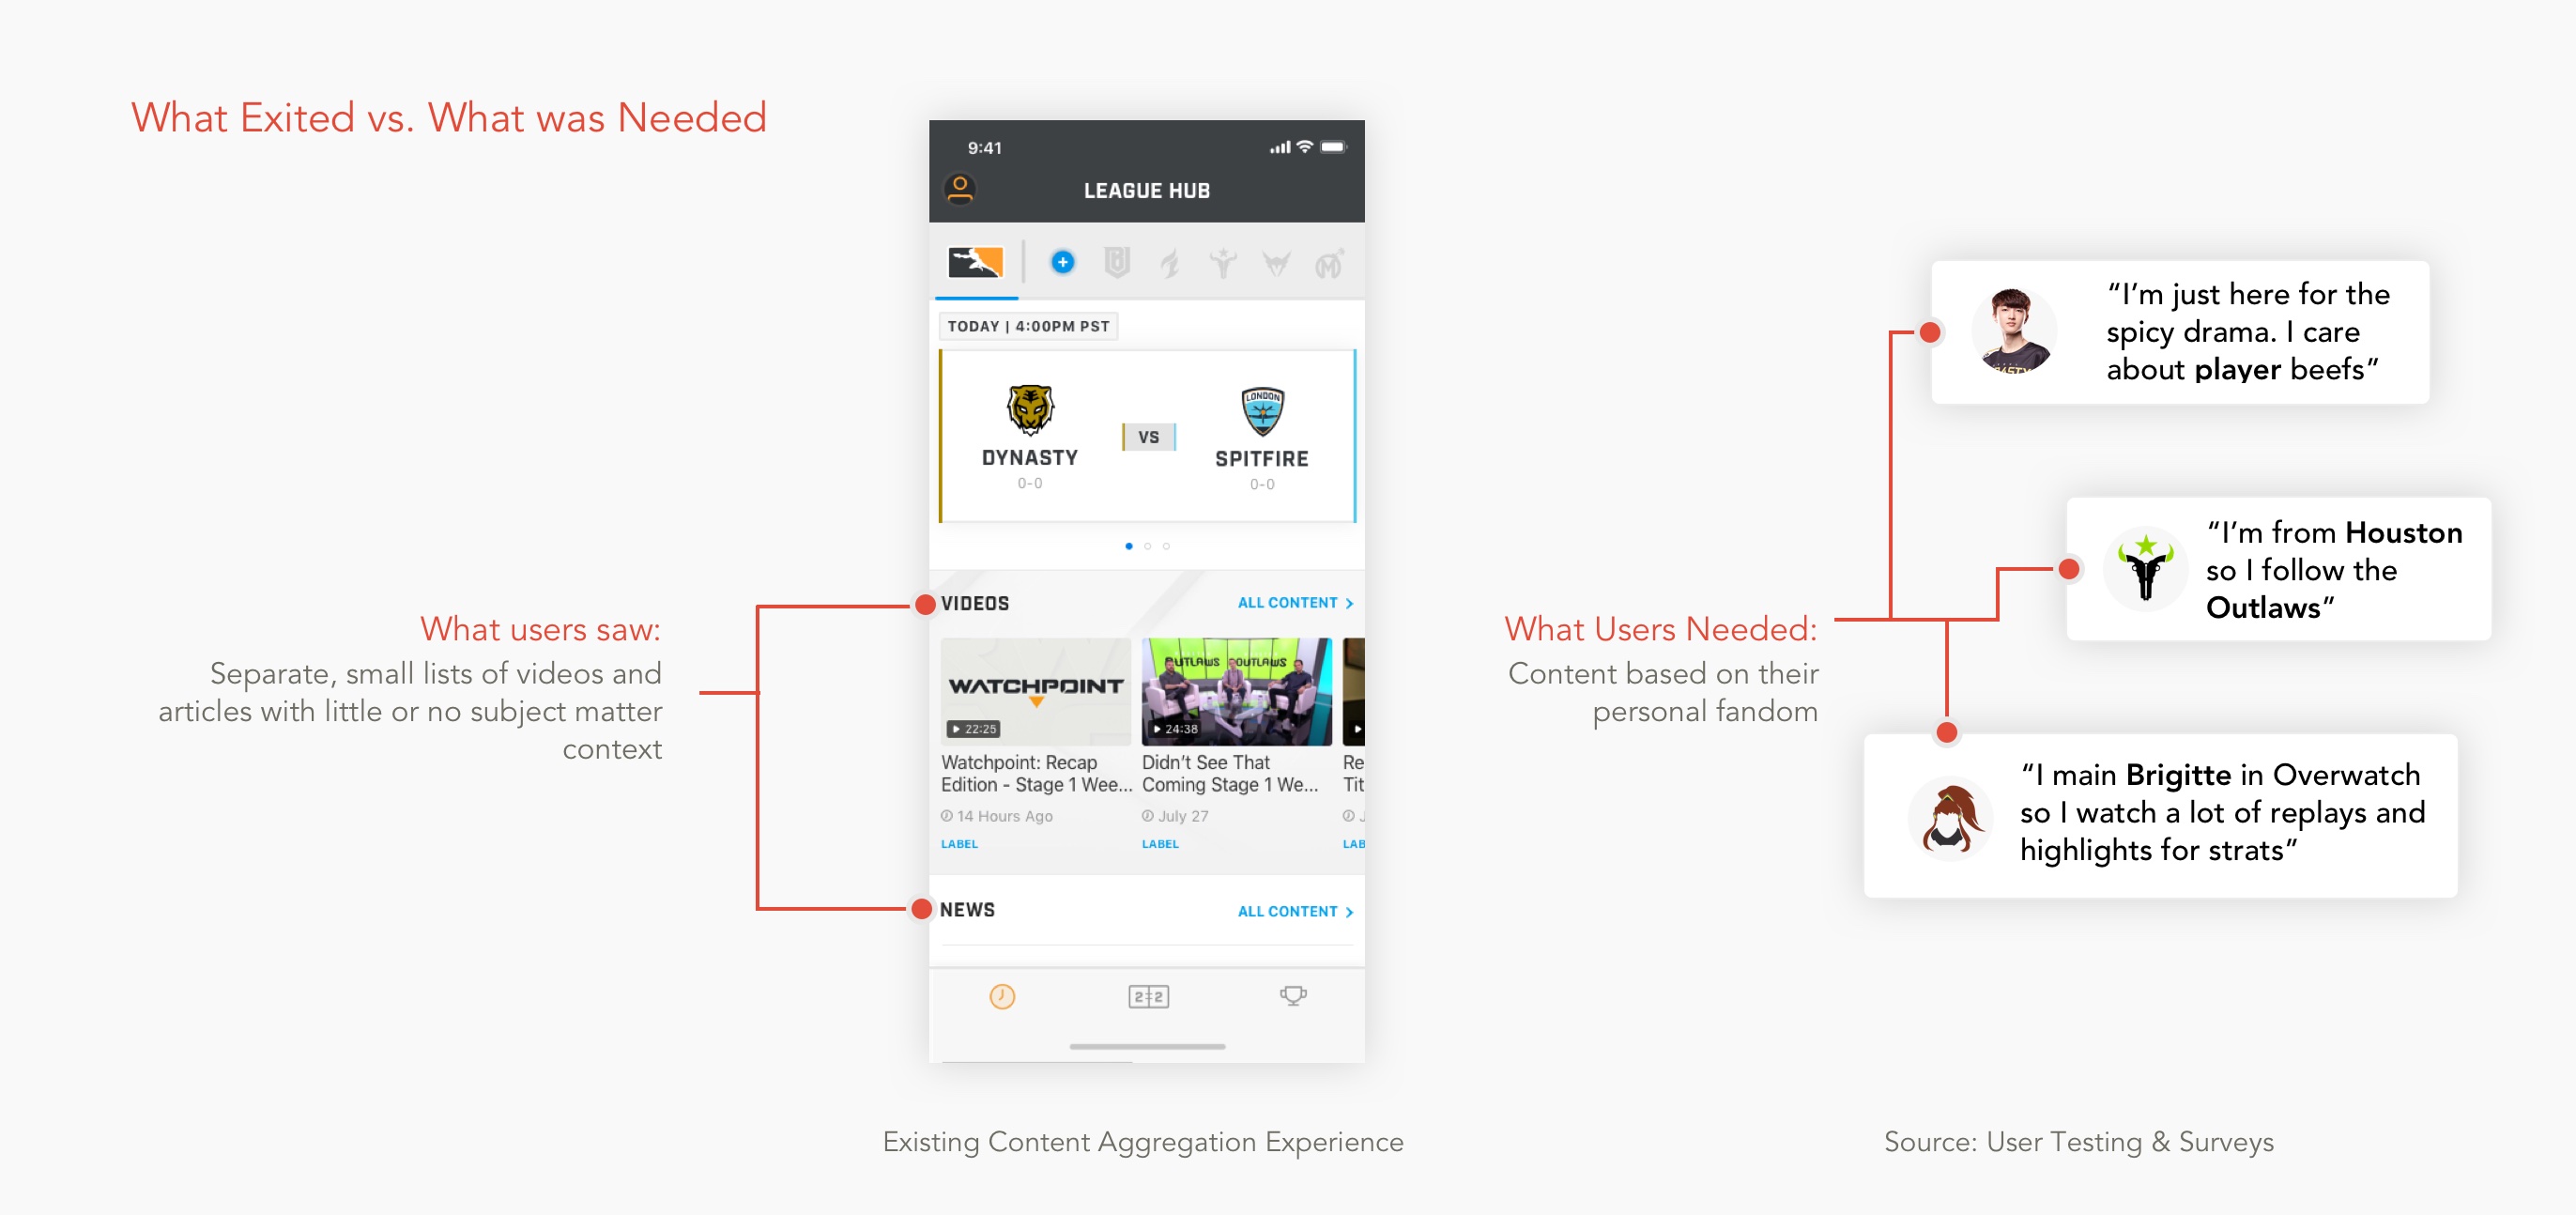 What Exited vs. What was Needed
9:41
LEAGUE HUB
TODAY | 4:00PM PST
DYNASTY
0-0
VS
LONDON
SPITFIRE
0-0
What users saw:
Separate, small lists of videos and
articles with little or no subject matter
context
VIDEOS
ALL CONTENT >
WATCHPOINT
22:25
OUTLAWS
OUTLAWS
24:38
Watchpoint: Recap
Edition - Stage 1 Wee...
14 Hours Ago
LABEL
Didn't See That
Coming Stage 1 We...
July 27
LABEL
Re
Tit
J
LAB
NEWS
ALL CONTENT >
2 2
Existing Content Aggregation Experience
What Users Needed:
Content based on their
personal fandom
“I’m just here for the
spicy drama. I care
about player beefs”
“I’m from Houston
so I follow the
Outlaws”
“I main Brigitte in Overwatch
so I watch a lot of replays and
highlights for strats”
Source: User Testing & Surveys